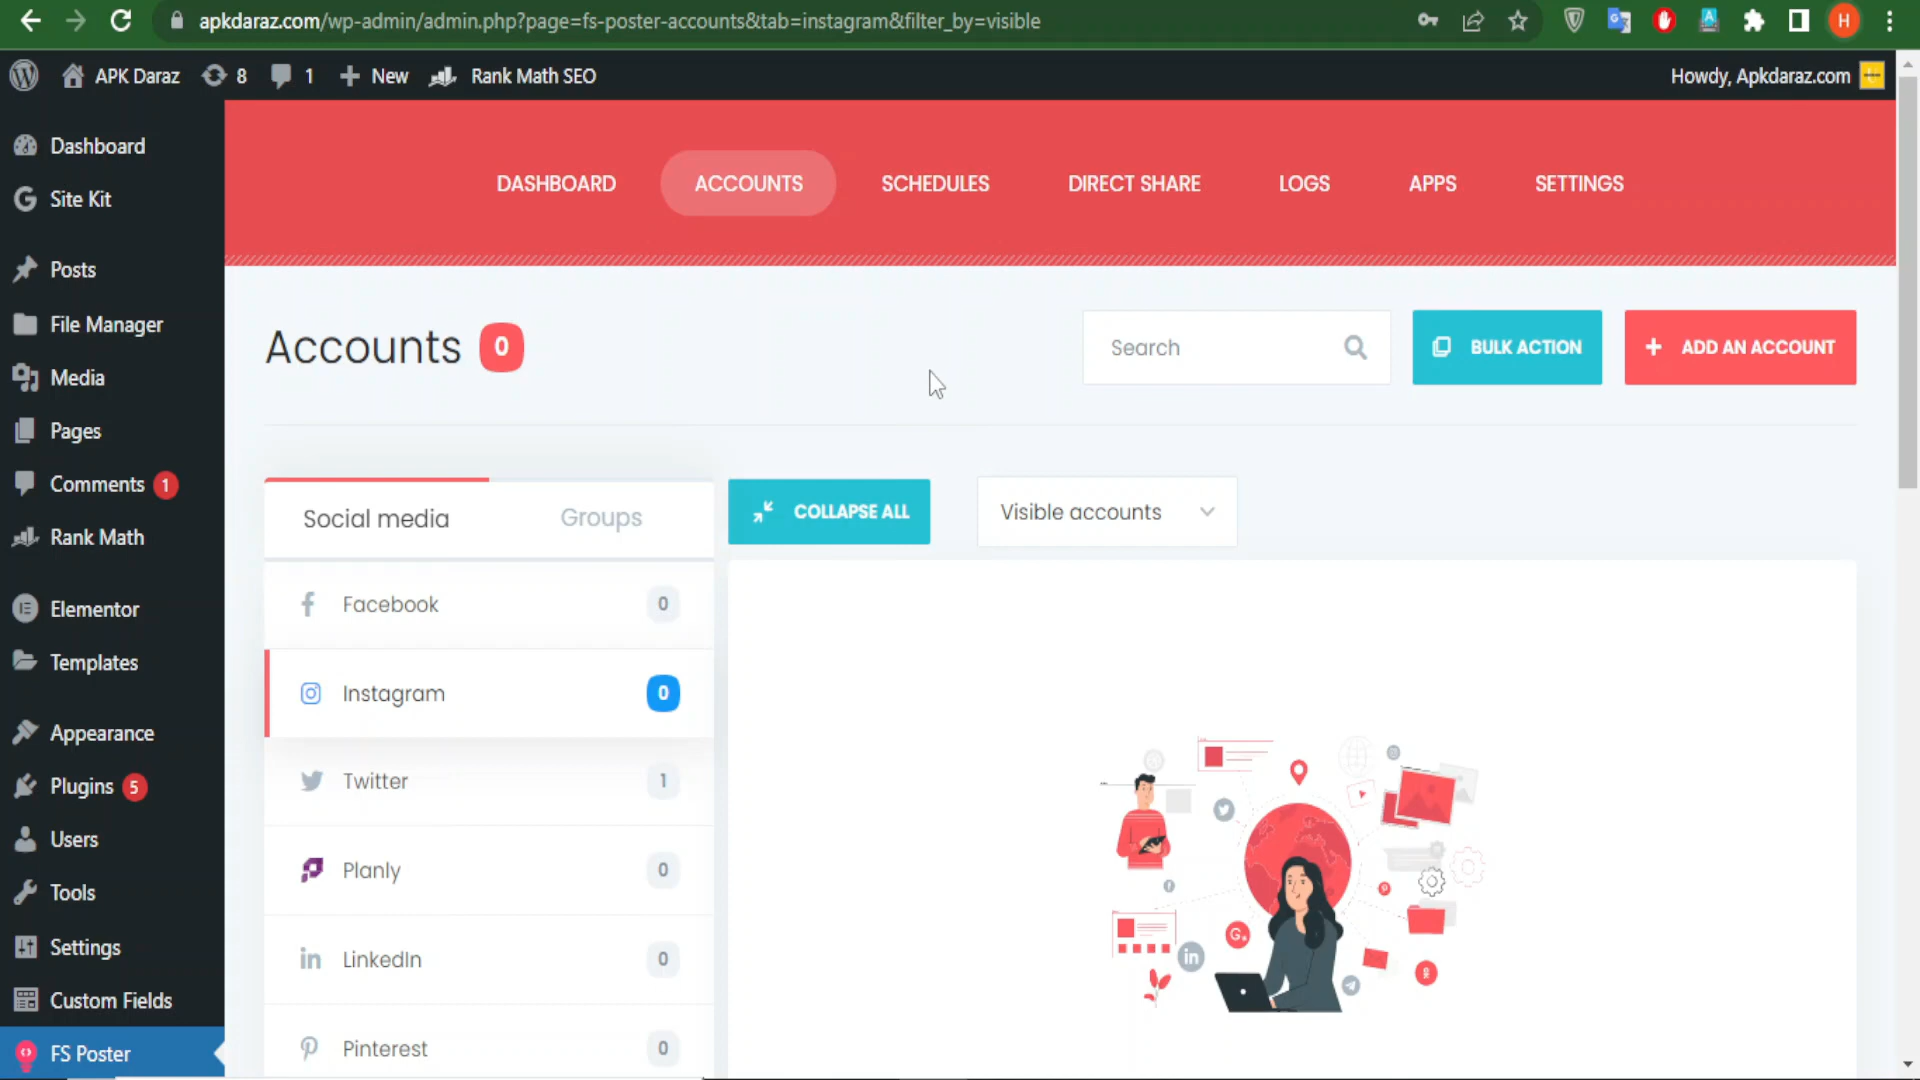 apkdaraz.com/wp-admin/admin.php?page=fs-poster-accounts&tab=instagram&filter_by=visible
H
APK Daraz 8 1 New Rank Math SEO Howdy, Apkdaraz.com
Dashboard
Site Kit
Posts
File Manager
Media
Pages
Comments 1
Rank Math
Elementor
Templates
Appearance
Plugins 5
Users
Tools
Settings
Custom Fields
FS Poster
DASHBOARD ACCOUNTS SCHEDULES DIRECT SHARE LOGS APPS SETTINGS
Accounts 0 Search BULK ACTION ADD AN ACCOUNT
Social media Groups COLLAPSE ALL Visible accounts
Facebook 0
Instagram 0
Twitter 1
Planly 0
LinkedIn 0
Pinterest 0